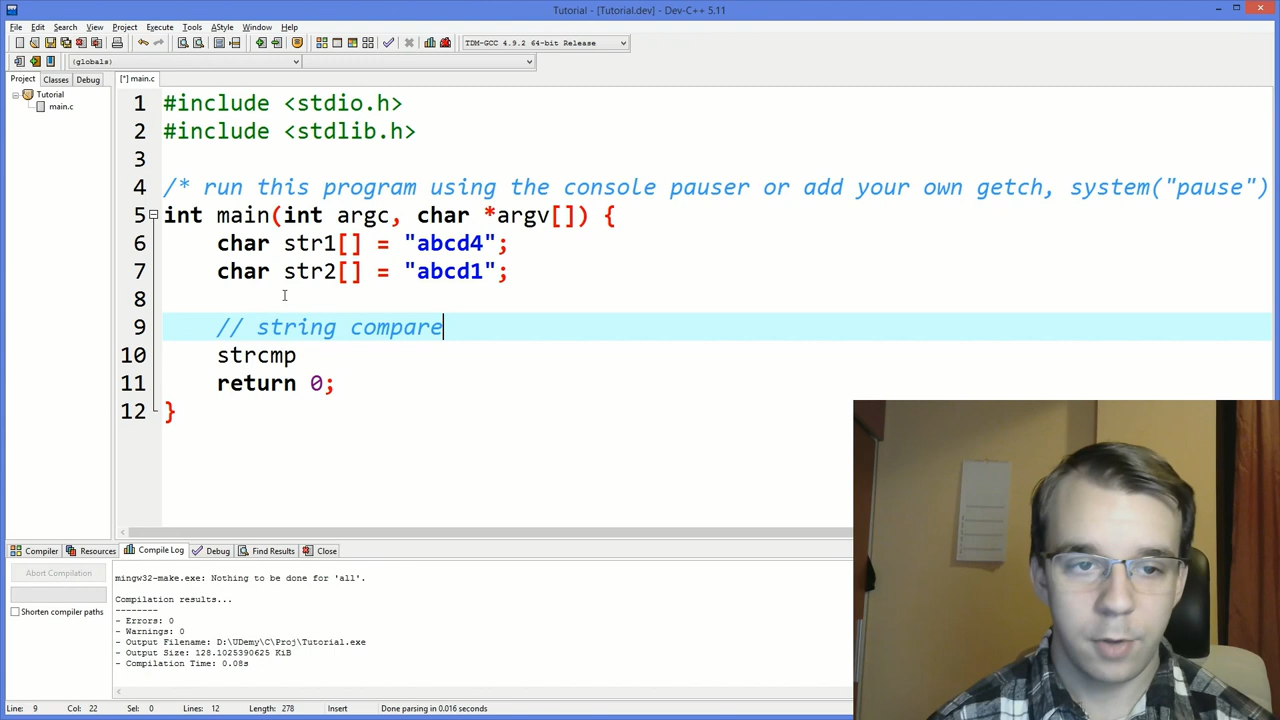 Tutorial - [Tutorial.dev] - Dev-C++ 5.11
File Edit Search View Project Execute Tools AStyle Window Help
TDM-GCC 4.9.2 64-bit Release
(globals)
Project Classes Debug
[*] main.c
Tutorial
main.c
1 #include <stdio.h>
2 #include <stdlib.h>
3
4 /* run this program using the console pauser or add your own getch, system("pause")
5 int main(int argc, char *argv[]) {
6 char str1[] = "abcd4";
7 char str2[] = "abcd1";
8
9 // string compare
10 strcmp
11 return 0;
12 }
Compiler Resources Compile Log Debug Find Results Close
Abort Compilation
Shorten compiler paths
mingw32-make.exe: Nothing to be done for 'all'.
Compilation results...
--------
- Errors: 0
- Warnings: 0
- Output Filename: D:\UDemy\C\Proj\Tutorial.exe
- Output Size: 128.1025390625 KiB
- Compilation Time: 0.08s
Line: 9 Col: 22 Sel: 0 Lines: 12 Length: 278 Insert Done parsing in 0.016 seconds